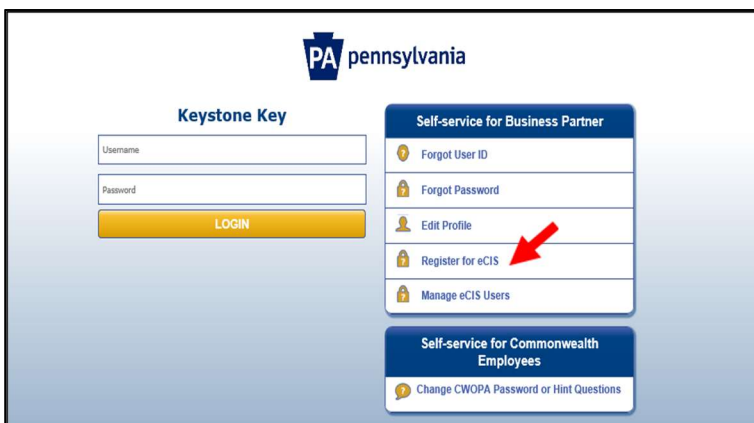 PA pennsylvania
Keystone Key
Username
Password
LOGIN
Self-service for Business Partner
Forgot User ID
Forgot Password
Edit Profile
Register for eCIS
Manage eCIS Users
Self-service for Commonwealth
Employees
Change CWOPA Password or Hint Questions